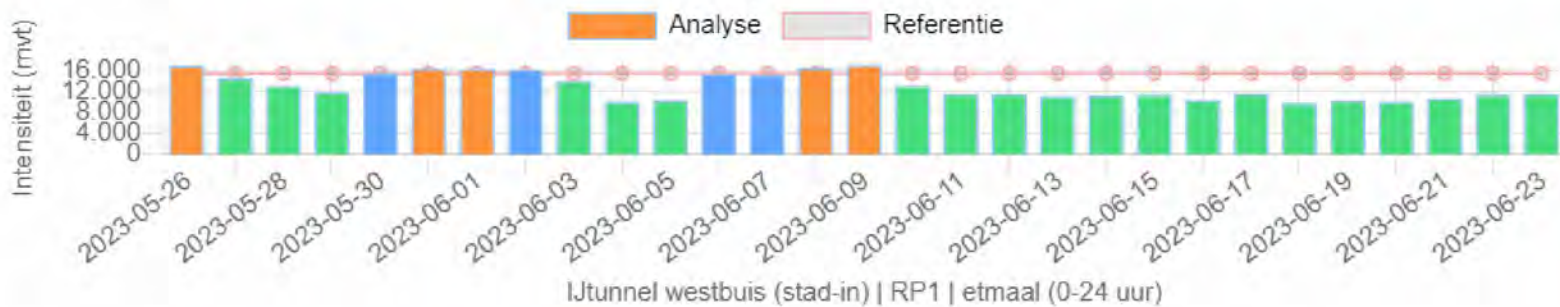 Analyse Referentie
Intensiteit (mvt)
16.000
12.000
8.000
4.000
0
2023-05-26 2023-05-28 2023-05-30 2023-06-01 2023-06-03 2023-06-05 2023-06-07 2023-06-09 2023-06-11 2023-06-13 2023-06-15 2023-06-17 2023-06-19 2023-06-21 2023-06-23
IJtunnel westbuis (stad-in) | RP1 | etmaal (0-24 uur)